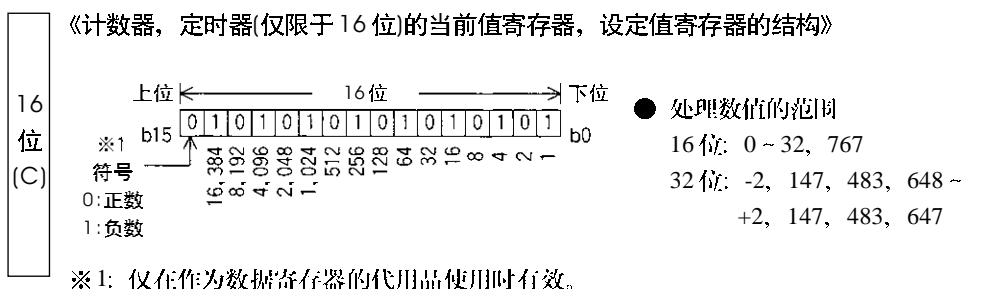 《计数器，定时器(仅限于16位)的当前值寄存器，设定值寄存器的结构》
16
位
(C)
上位 16位 下位
b15 0 1 0 1 0 1 0 1 0 1 0 1 0 1 0 1 b0
※1
符号
0:正数
1:负数
16,384 8,192 4,096 2,048 1,024 512 256 128 64 32 16 8 4 2 1
● 处理数值的范围
16位: 0~32, 767
32位: -2, 147, 483, 648~
+2, 147, 483, 647
※1: 仅在作为数据寄存器的代用品使用时有效。